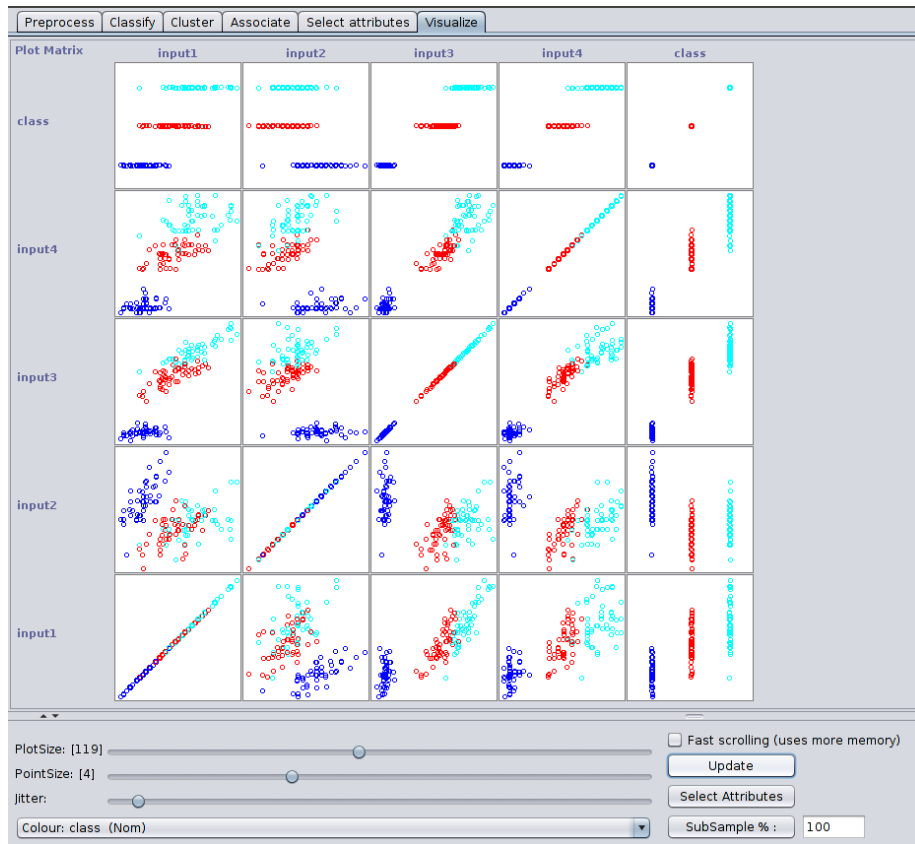 Preprocess Classify Cluster Associate Select attributes Visualize
Plot Matrix input1 input2 input3 input4 class
class
input4
input3
input2
input1
PlotSize: [119]
Fast scrolling (uses more memory)
Update
PointSize: [4]
Jitter:
Select Attributes
Colour: class (Nom)
SubSample % : 100